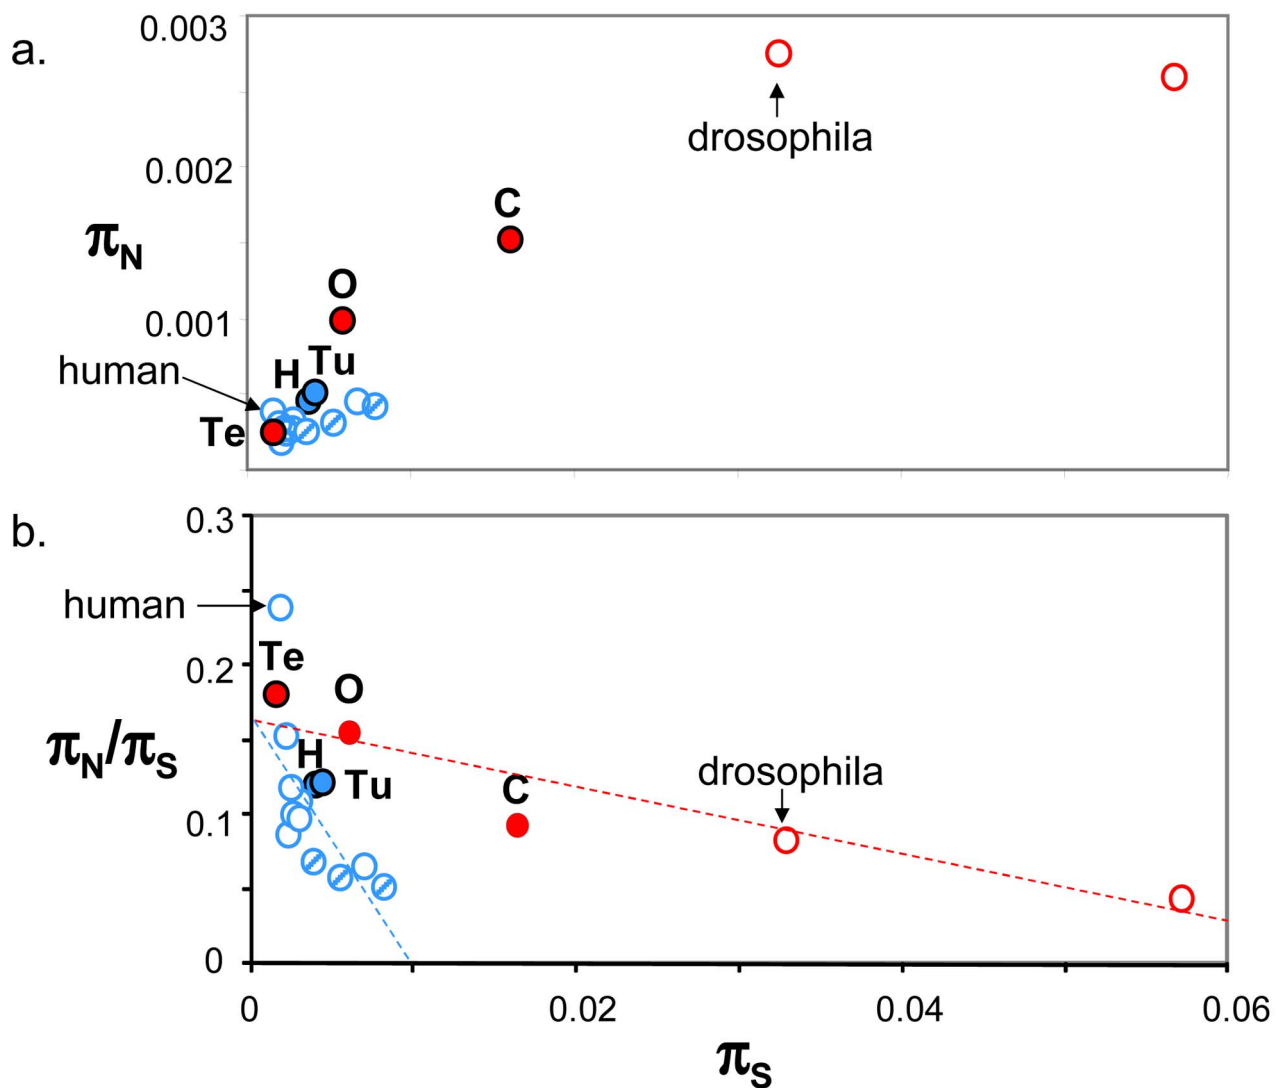 a.
0.003
drosophila
0.002
C
πN
O
0.001
Tu
H
human
Te
b.
0.3
human
Te
0.2
O
πN/πS
H
drosophila
Tu
C
0.1
0
0
0.02
0.04
0.06
πS